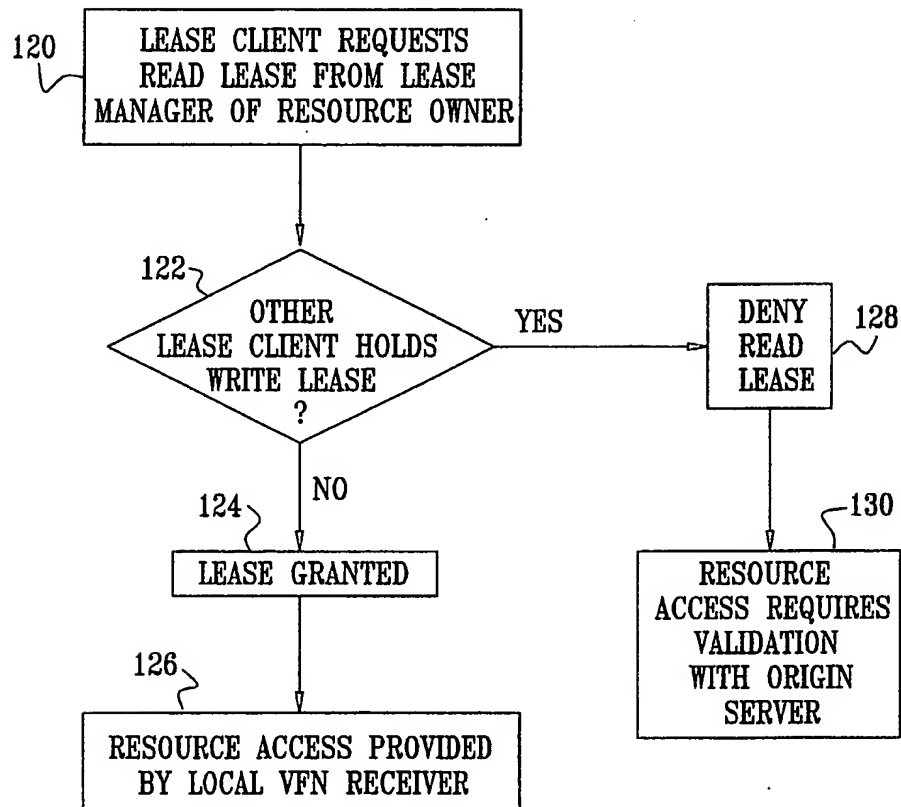 120
LEASE CLIENT REQUESTS
READ LEASE FROM LEASE
MANAGER OF RESOURCE OWNER
122
OTHER
LEASE CLIENT HOLDS
WRITE LEASE
?
YES
DENY
READ
LEASE
128
NO
124
LEASE GRANTED
130
RESOURCE
ACCESS REQUIRES
VALIDATION
WITH ORIGIN
SERVER
126
RESOURCE ACCESS PROVIDED
BY LOCAL VFN RECEIVER